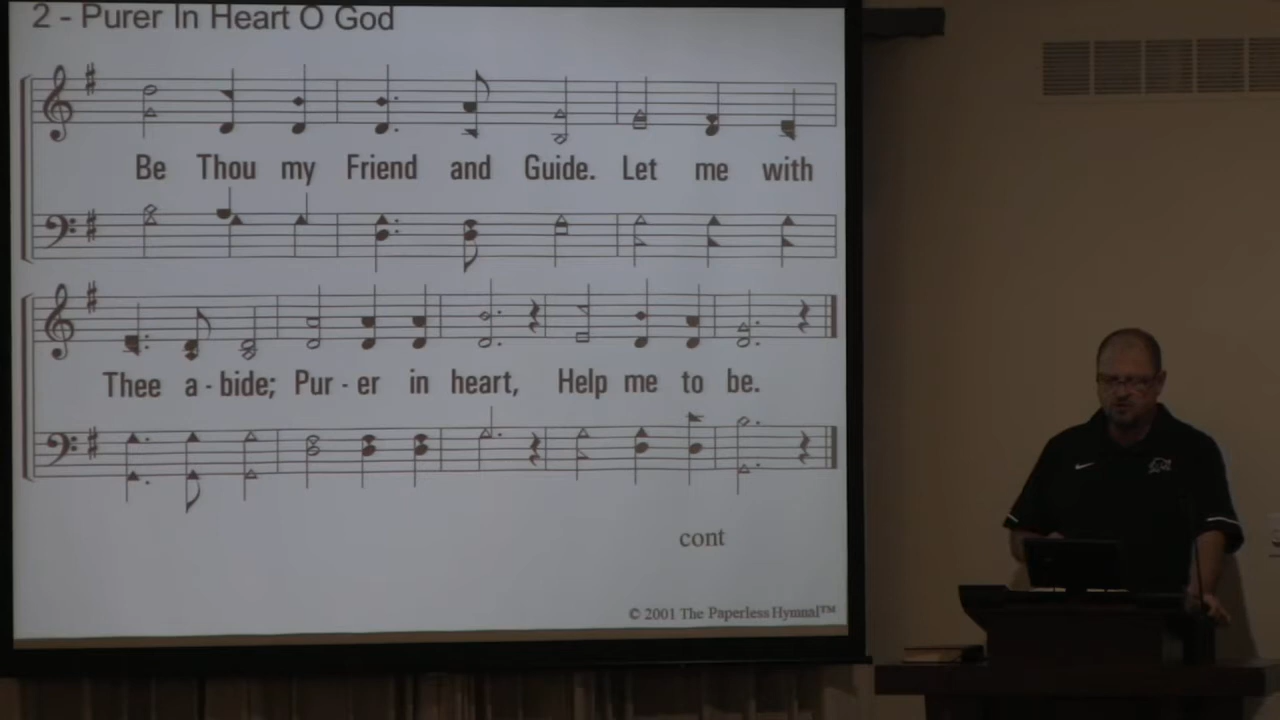 2 - Purer In Heart O God
Be Thou my Friend and Guide. Let me with
Thee a - bide; Pur - er in heart, Help me to be.
cont
© 2001 The Paperless Hymnal™